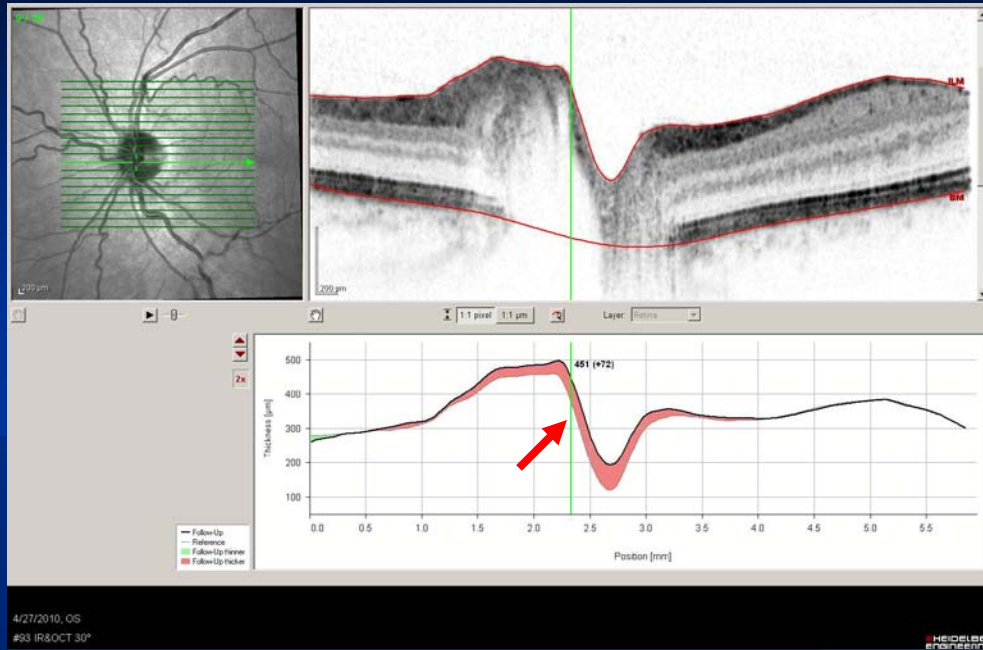 200 µm
ILM
BM
200 µm
1:1 pixel
1:1 µm
Layer:
Retina
2x
Thickness [µm]
500
400
300
200
100
451 (+72)
0.0 0.5 1.0 1.5 2.0 2.5 3.0 3.5 4.0 4.5 5.0 5.5
Position [mm]
Follow-Up
Reference
Follow-Up thinner
Follow-Up thicker
4/27/2010, OS
#93 IR&OCT 30°
HEIDELBERG
ENGINEERING